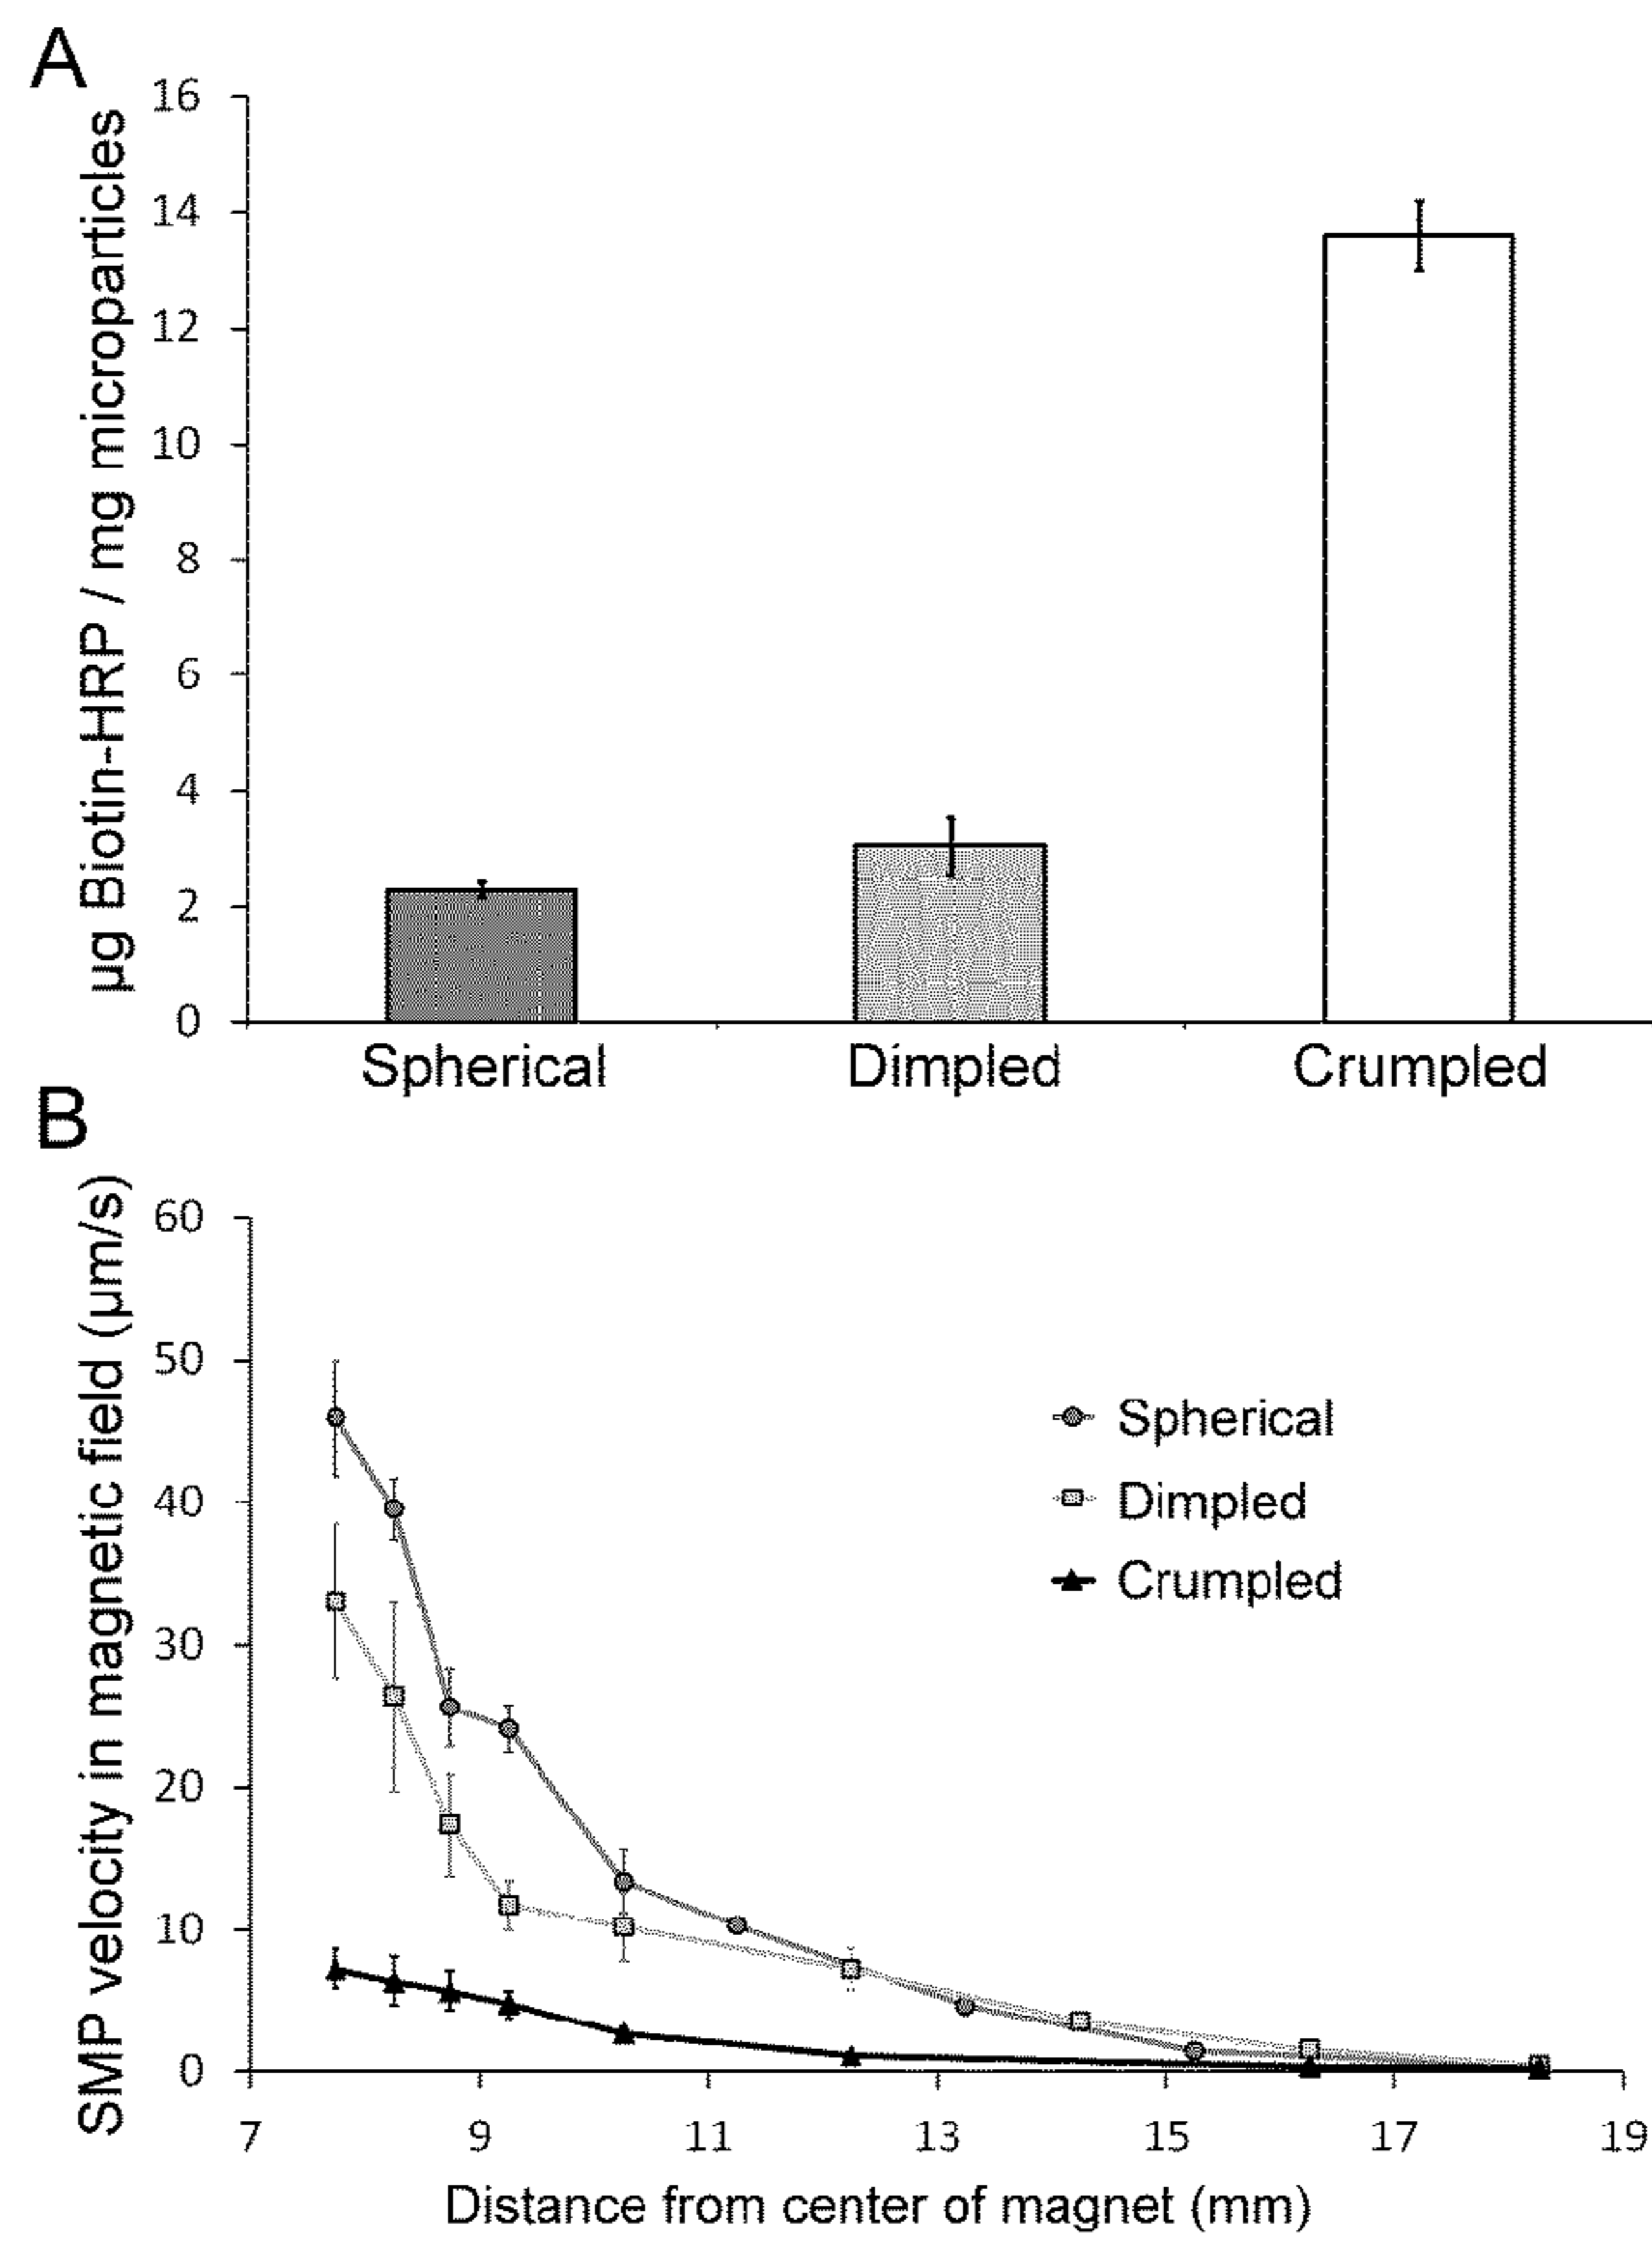 A
µg Biotin-HRP / mg microparticles
16
14
12
10
8
6
4
2
0
Spherical Dimpled Crumpled
B
SMP velocity in magnetic field (µm/s)
60
50
40
30
20
10
0
Spherical
Dimpled
Crumpled
7 9 11 13 15 17 19
Distance from center of magnet (mm)